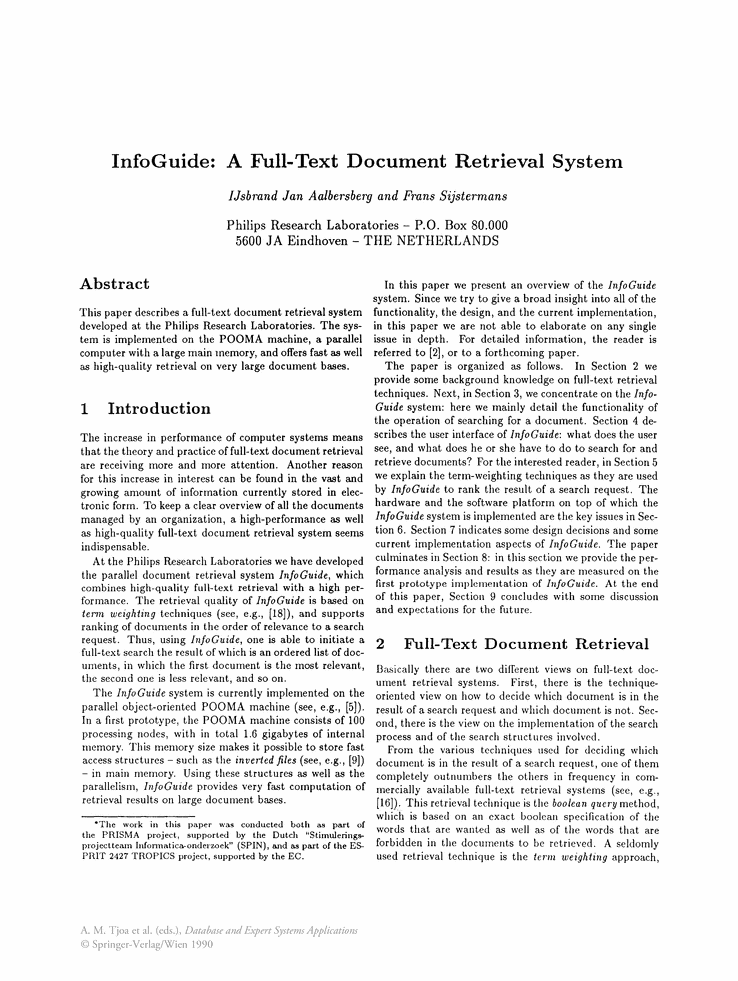 InfoGuide: A Full-Text Document Retrieval System
IJsbrand Jan Aalbersberg and Frans Sijstermans
Philips Research Laboratories – P.O. Box 80.000
5600 JA Eindhoven – THE NETHERLANDS
Abstract
This paper describes a full-text document retrieval system
developed at the Philips Research Laboratories. The sys-
tem is implemented on the POOMA machine, a parallel
computer with a large main memory, and offers fast as well
as high-quality retrieval on very large document bases.
1 Introduction
The increase in performance of computer systems means
that the theory and practice of full-text document retrieval
are receiving more and more attention. Another reason
for this increase in interest can be found in the vast and
growing amount of information currently stored in elec-
tronic form. To keep a clear overview of all the documents
managed by an organization, a high-performance as well
as high-quality full-text document retrieval system seems
indispensable.
At the Philips Research Laboratories we have developed
the parallel document retrieval system InfoGuide, which
combines high-quality full-text retrieval with a high per-
formance. The retrieval quality of InfoGuide is based on
term weighting techniques (see, e.g., [18]), and supports
ranking of documents in the order of relevance to a search
request. Thus, using InfoGuide, one is able to initiate a
full-text search the result of which is an ordered list of doc-
uments, in which the first document is the most relevant,
the second one is less relevant, and so on.
The InfoGuide system is currently implemented on the
parallel object-oriented POOMA machine (see, e.g., [5]).
In a first prototype, the POOMA machine consists of 100
processing nodes, with in total 1.6 gigabytes of internal
memory. This memory size makes it possible to store fast
access structures – such as the inverted files (see, e.g., [9])
– in main memory. Using these structures as well as the
parallelism, InfoGuide provides very fast computation of
retrieval results on large document bases.
*The work in this paper was conducted both as part of
the PRISMA project, supported by the Dutch "Stimulerings-
projectteam Informatica-onderzoek" (SPIN), and as part of the ES-
PRIT 2427 TROPICS project, supported by the EC.
In this paper we present an overview of the InfoGuide
system. Since we try to give a broad insight into all of the
functionality, the design, and the current implementation,
in this paper we are not able to elaborate on any single
issue in depth. For detailed information, the reader is
referred to [2], or to a forthcoming paper.
The paper is organized as follows. In Section 2 we
provide some background knowledge on full-text retrieval
techniques. Next, in Section 3, we concentrate on the Info-
Guide system: here we mainly detail the functionality of
the operation of searching for a document. Section 4 de-
scribes the user interface of InfoGuide: what does the user
see, and what does he or she have to do to search for and
retrieve documents? For the interested reader, in Section 5
we explain the term-weighting techniques as they are used
by InfoGuide to rank the result of a search request. The
hardware and the software platform on top of which the
InfoGuide system is implemented are the key issues in Sec-
tion 6. Section 7 indicates some design decisions and some
current implementation aspects of InfoGuide. The paper
culminates in Section 8: in this section we provide the per-
formance analysis and results as they are measured on the
first prototype implementation of InfoGuide. At the end
of this paper, Section 9 concludes with some discussion
and expectations for the future.
2 Full-Text Document Retrieval
Basically there are two different views on full-text doc-
ument retrieval systems. First, there is the technique-
oriented view on how to decide which document is in the
result of a search request and which document is not. Sec-
ond, there is the view on the implementation of the search
process and of the search structures involved.
From the various techniques used for deciding which
document is in the result of a search request, one of them
completely outnumbers the others in frequency in com-
mercially available full-text retrieval systems (see, e.g.,
[16]). This retrieval technique is the boolean query method,
which is based on an exact boolean specification of the
words that are wanted as well as of the words that are
forbidden in the documents to be retrieved. A seldomly
used retrieval technique is the term weighting approach,
A. M. Tjoa et al. (eds.), Database and Expert Systems Applications
© Springer-Verlag/Wien 1990